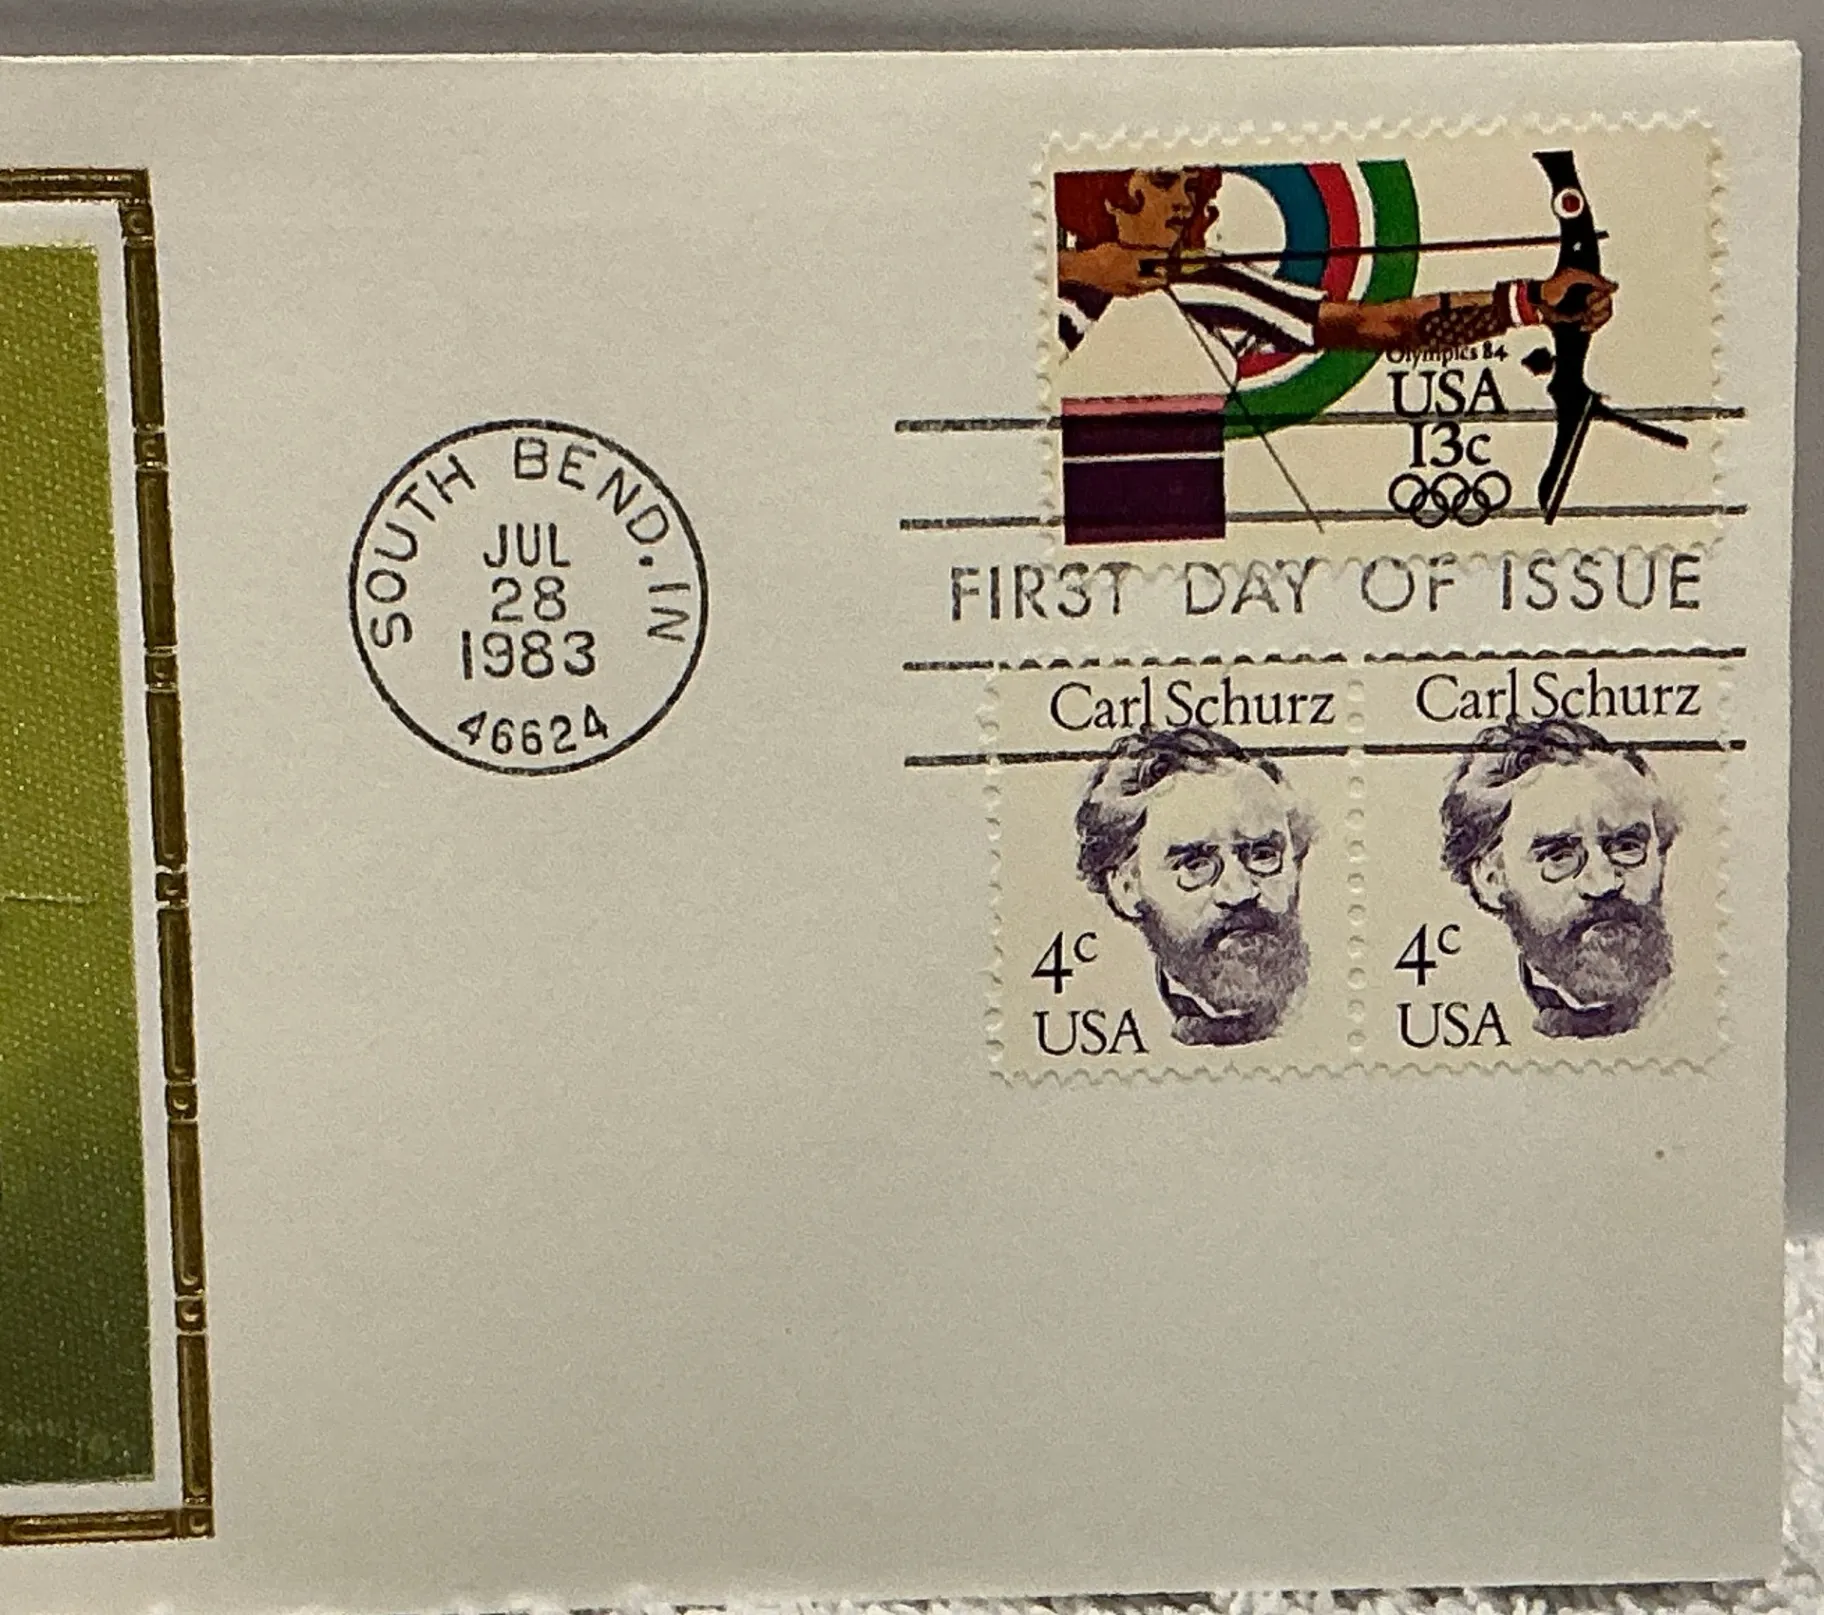 SOUTH BEND, IN
JUL
28
1983
46624
Olympics 84
USA
13c
FIRST DAY OF ISSUE
Carl Schurz
4c
USA
Carl Schurz
4c
USA